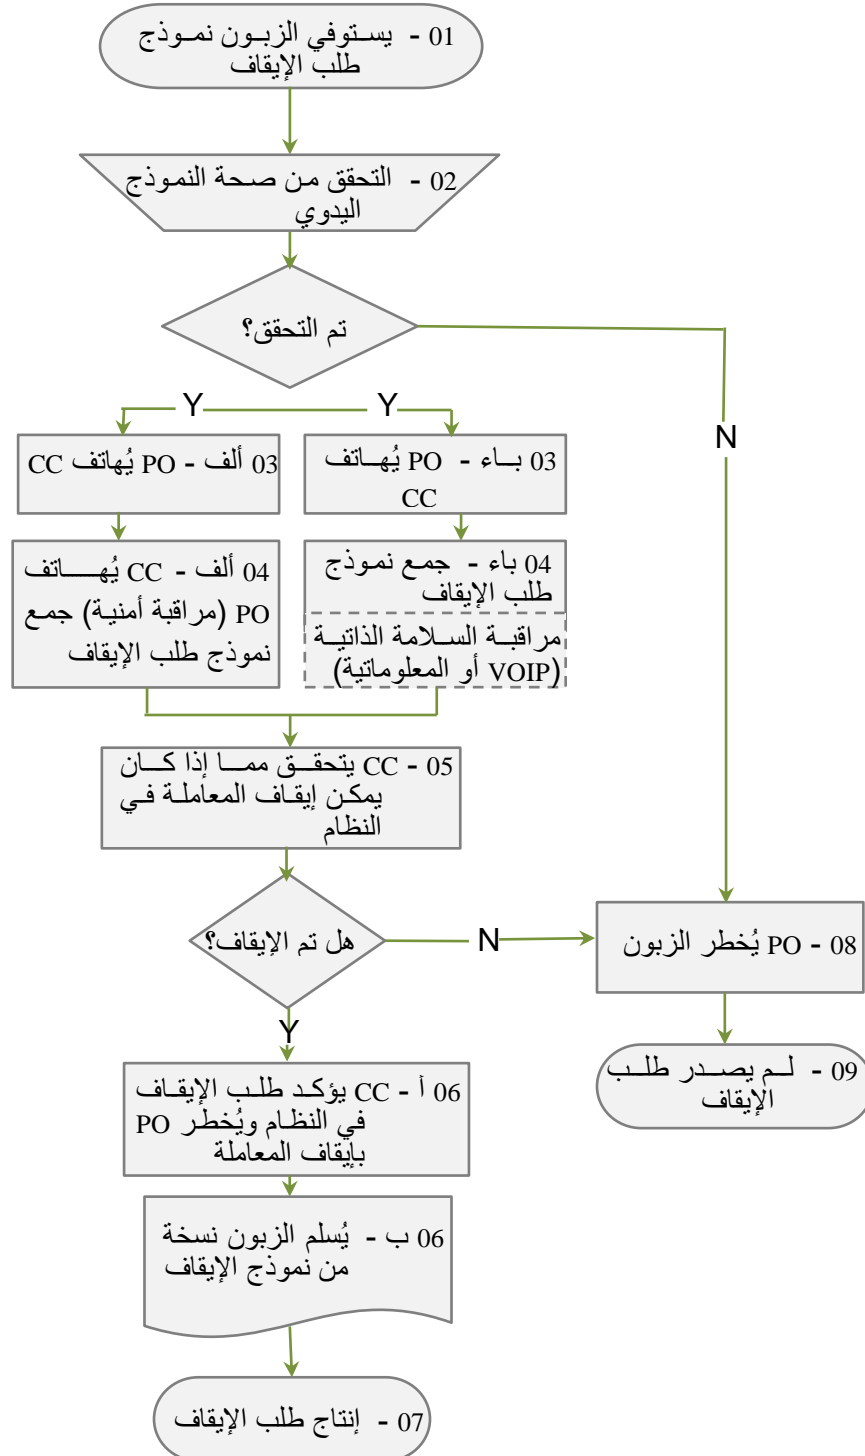 01 - يستوفي الزبون نموذج
طلب الإيقاف
02 - التحقق من صحة النموذج
اليدوي
تم التحقق؟
Y
Y
N
03 ألف - PO يُهاتف CC
03 باء - PO يُهاتف
CC
04 ألف - CC يُهاتف
PO (مراقبة أمنية) جمع
نموذج طلب الإيقاف
04 باء - جمع نموذج
طلب الإيقاف
مراقبة السلامة الذاتية
(VOIP أو المعلوماتية)
05 - CC يتحقق مما إذا كان
يمكن إيقاف المعاملة في
النظام
هل تم الإيقاف؟
N
08 - PO يُخطر الزبون
Y
09 - لم يصدر طلب
الإيقاف
06 أ - CC يؤكد طلب الإيقاف
في النظام ويُخطر PO
بإيقاف المعاملة
06 ب - يُسلم الزبون نسخة
من نموذج الإيقاف
07 - إنتاج طلب الإيقاف